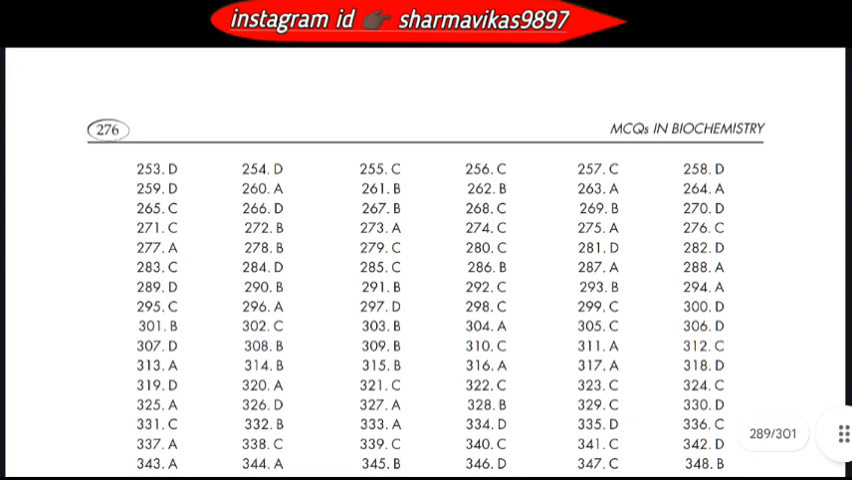 instagram id 👉 sharmavikas9897
276 MCQs IN BIOCHEMISTRY
253. D 254. D 255. C 256. C 257. C 258. D
259. D 260. A 261. B 262. B 263. A 264. A
265. C 266. D 267. B 268. C 269. B 270. D
271. C 272. B 273. A 274. C 275. A 276. C
277. A 278. B 279. C 280. C 281. D 282. D
283. C 284. D 285. C 286. B 287. A 288. A
289. D 290. B 291. B 292. C 293. B 294. A
295. C 296. A 297. D 298. C 299. C 300. D
301. B 302. C 303. B 304. A 305. C 306. D
307. D 308. B 309. B 310. C 311. A 312. C
313. A 314. B 315. B 316. A 317. A 318. D
319. D 320. A 321. C 322. C 323. C 324. C
325. A 326. D 327. A 328. B 329. C 330. D
331. C 332. B 333. A 334. D 335. D 336. C
289/301
337. A 338. C 339. C 340. C 341. C 342. D
343. A 344. A 345. B 346. D 347. C 348. B